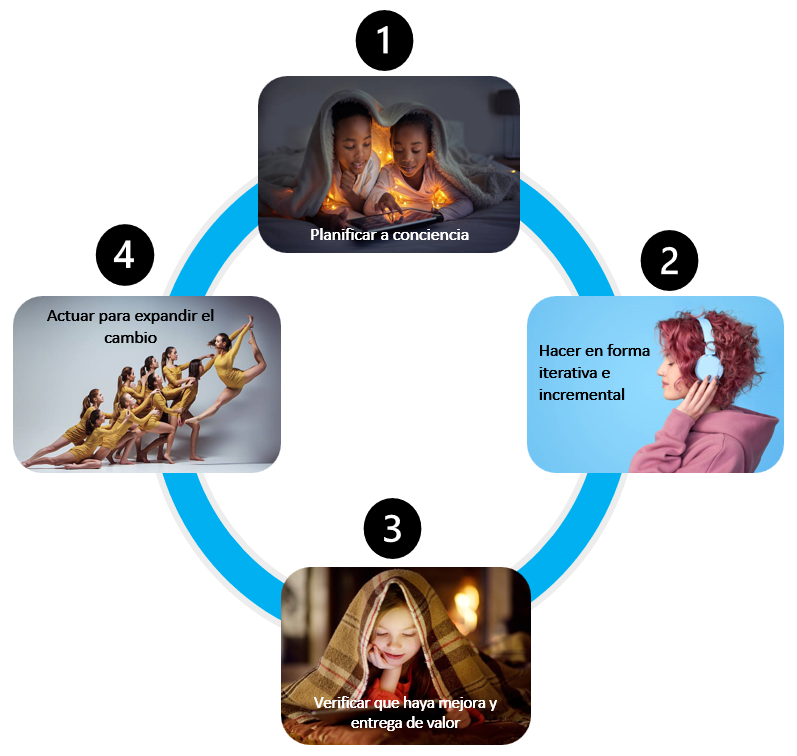 1
Planificar a conciencia
2
Hacer en forma
iterativa e
incremental
3
Verificar que haya mejora y
entrega de valor
4
Actuar para expandir el
cambio